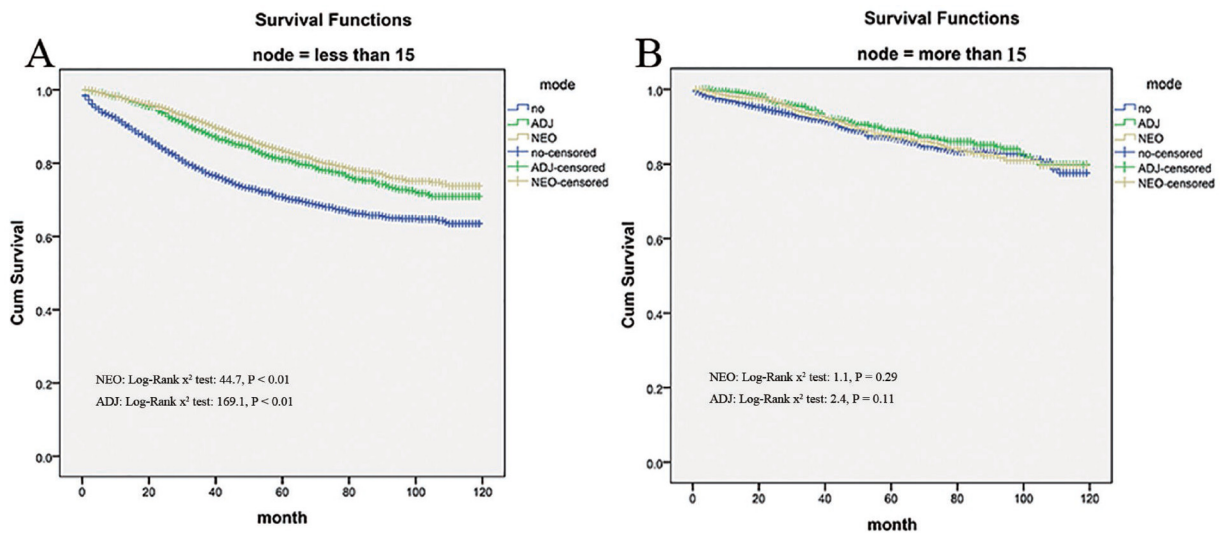 A
Survival Functions
node = less than 15
mode
no
ADJ
NEO
no-censored
ADJ-censored
NEO-censored
Cum Survival
1.0
0.8
0.6
0.4
0.2
0.0
NEO: Log-Rank x² test: 44.7, P < 0.01
ADJ: Log-Rank x² test: 169.1, P < 0.01
0 20 40 60 80 100 120
month
B
Survival Functions
node = more than 15
mode
no
ADJ
NEO
no-censored
ADJ-censored
NEO-censored
Cum Survival
1.0
0.8
0.6
0.4
0.2
0.0
NEO: Log-Rank x² test: 1.1, P = 0.29
ADJ: Log-Rank x² test: 2.4, P = 0.11
0 20 40 60 80 100 120
month